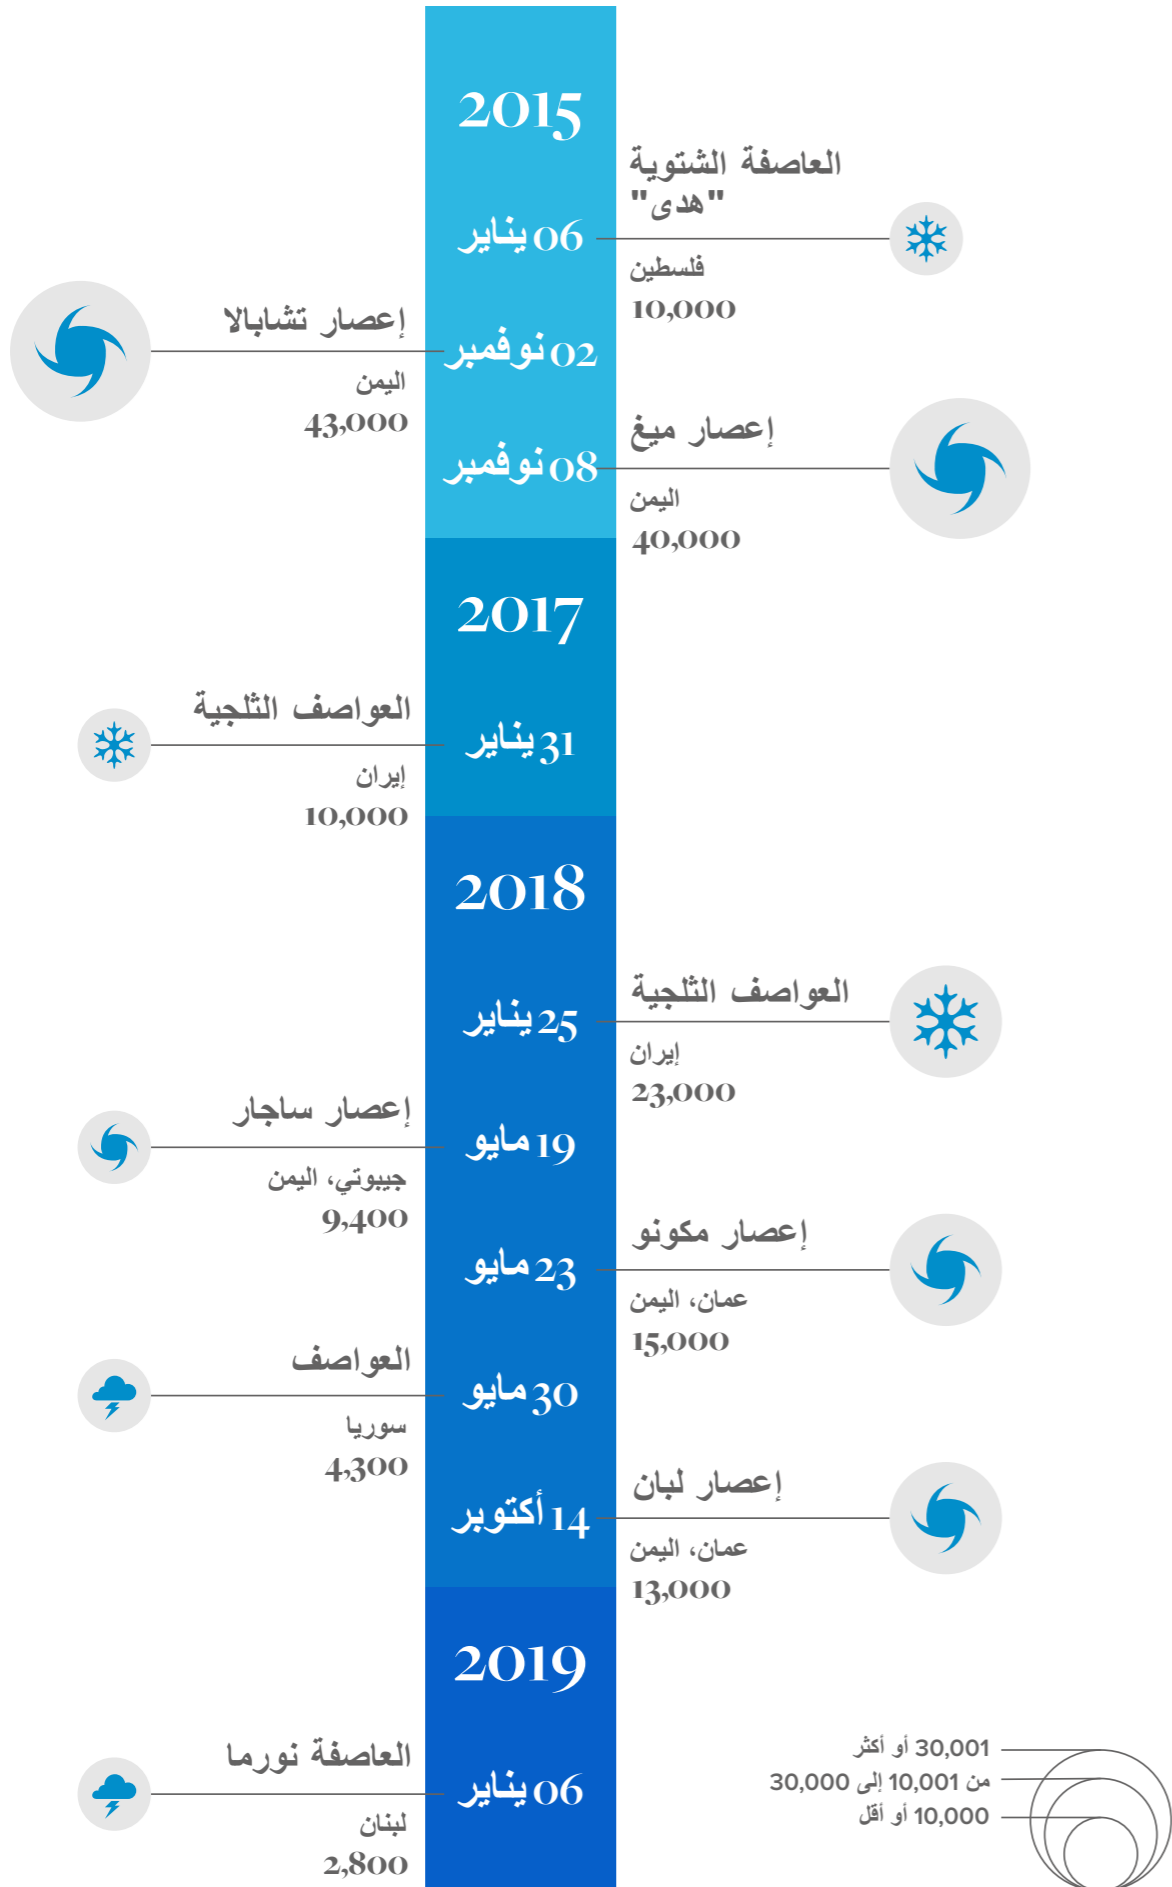 2015
العاصفة الشتوية
"هدى"
06 يناير
فلسطين
10,000
إعصار تشابالا
02 نوفمبر
اليمن
43,000
إعصار ميغ
08 نوفمبر
اليمن
40,000
2017
العواصف الثلجية
31 يناير
إيران
10,000
2018
العواصف الثلجية
25 يناير
إيران
23,000
إعصار ساجار
19 مايو
جيبوتي، اليمن
9,400
إعصار مكونو
23 مايو
عمان، اليمن
15,000
العواصف
30 مايو
سوريا
4,300
إعصار لبان
14 أكتوبر
عمان، اليمن
13,000
2019
العاصفة نورما
06 يناير
لبنان
2,800
30,001 أو أكثر
من 10,001 إلى 30,000
10,000 أو أقل